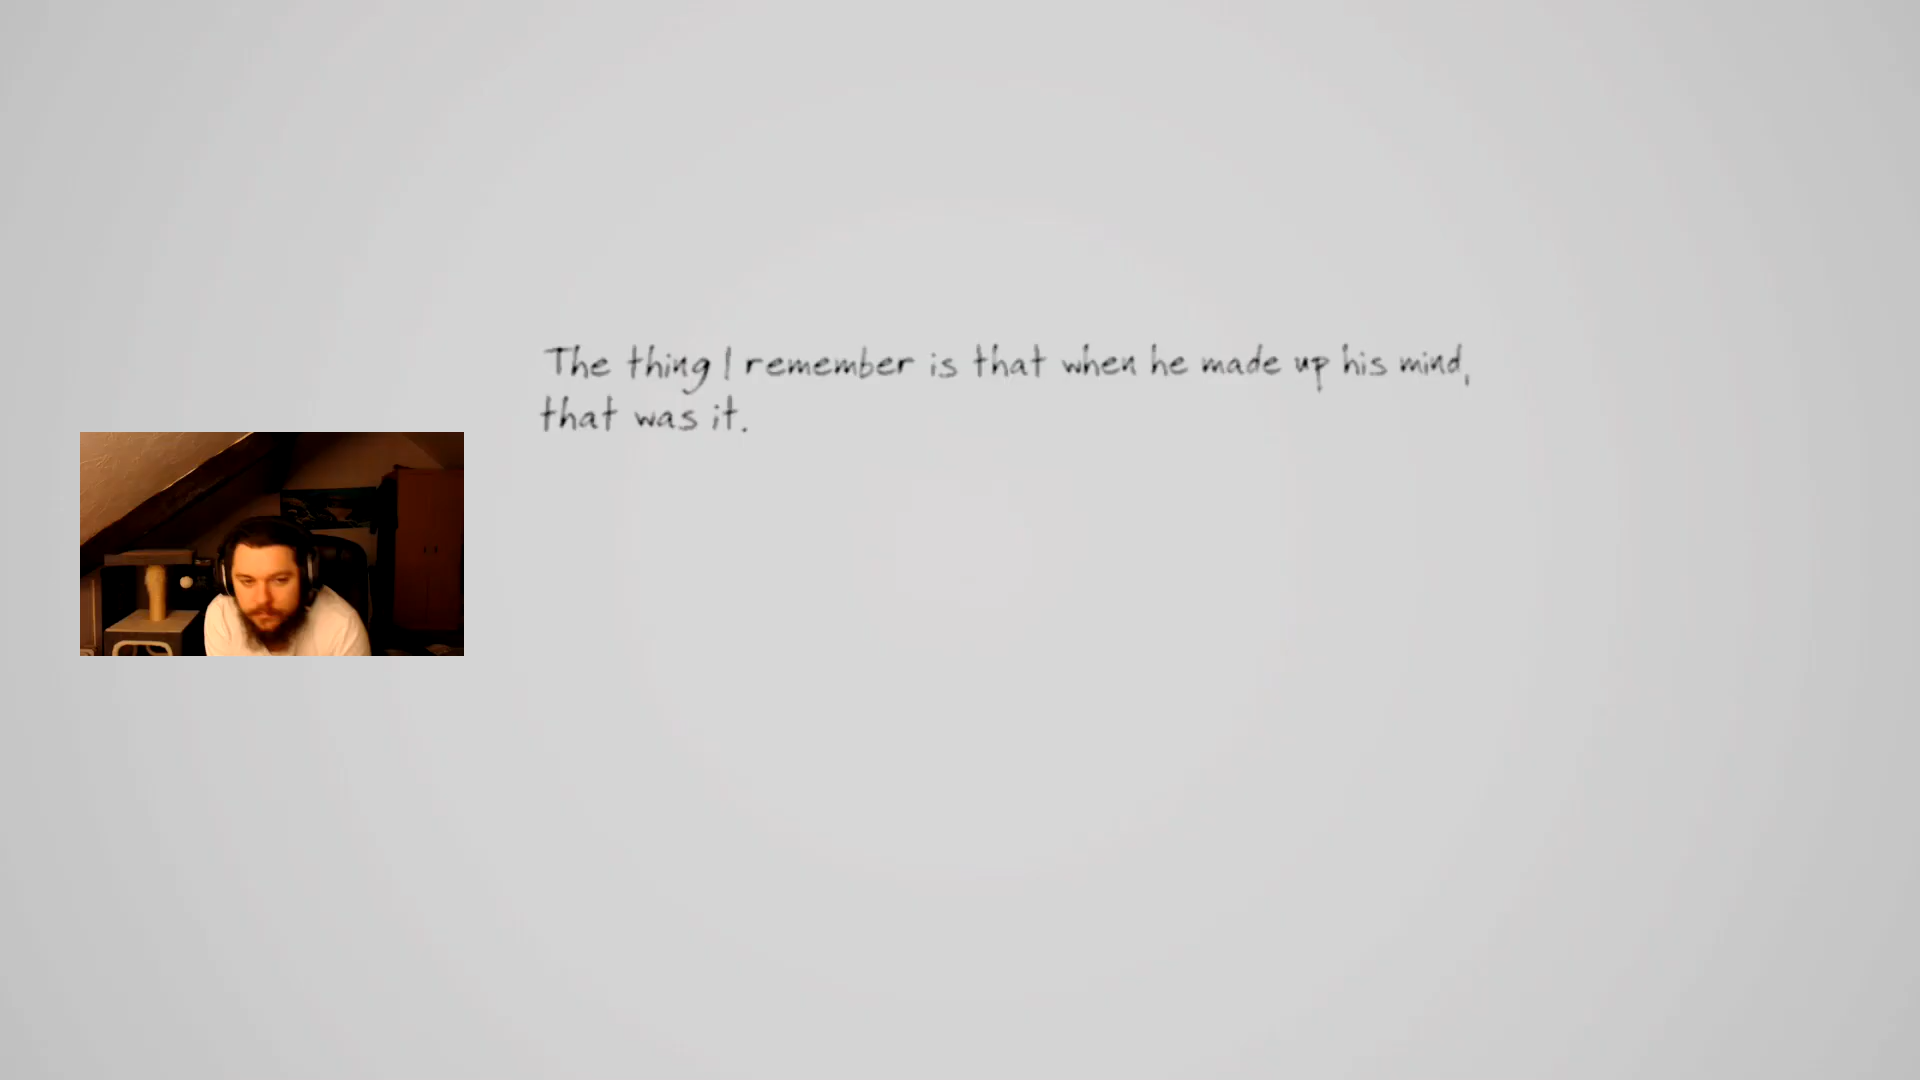 The thing I remember is that when he made up his mind,
that was it.